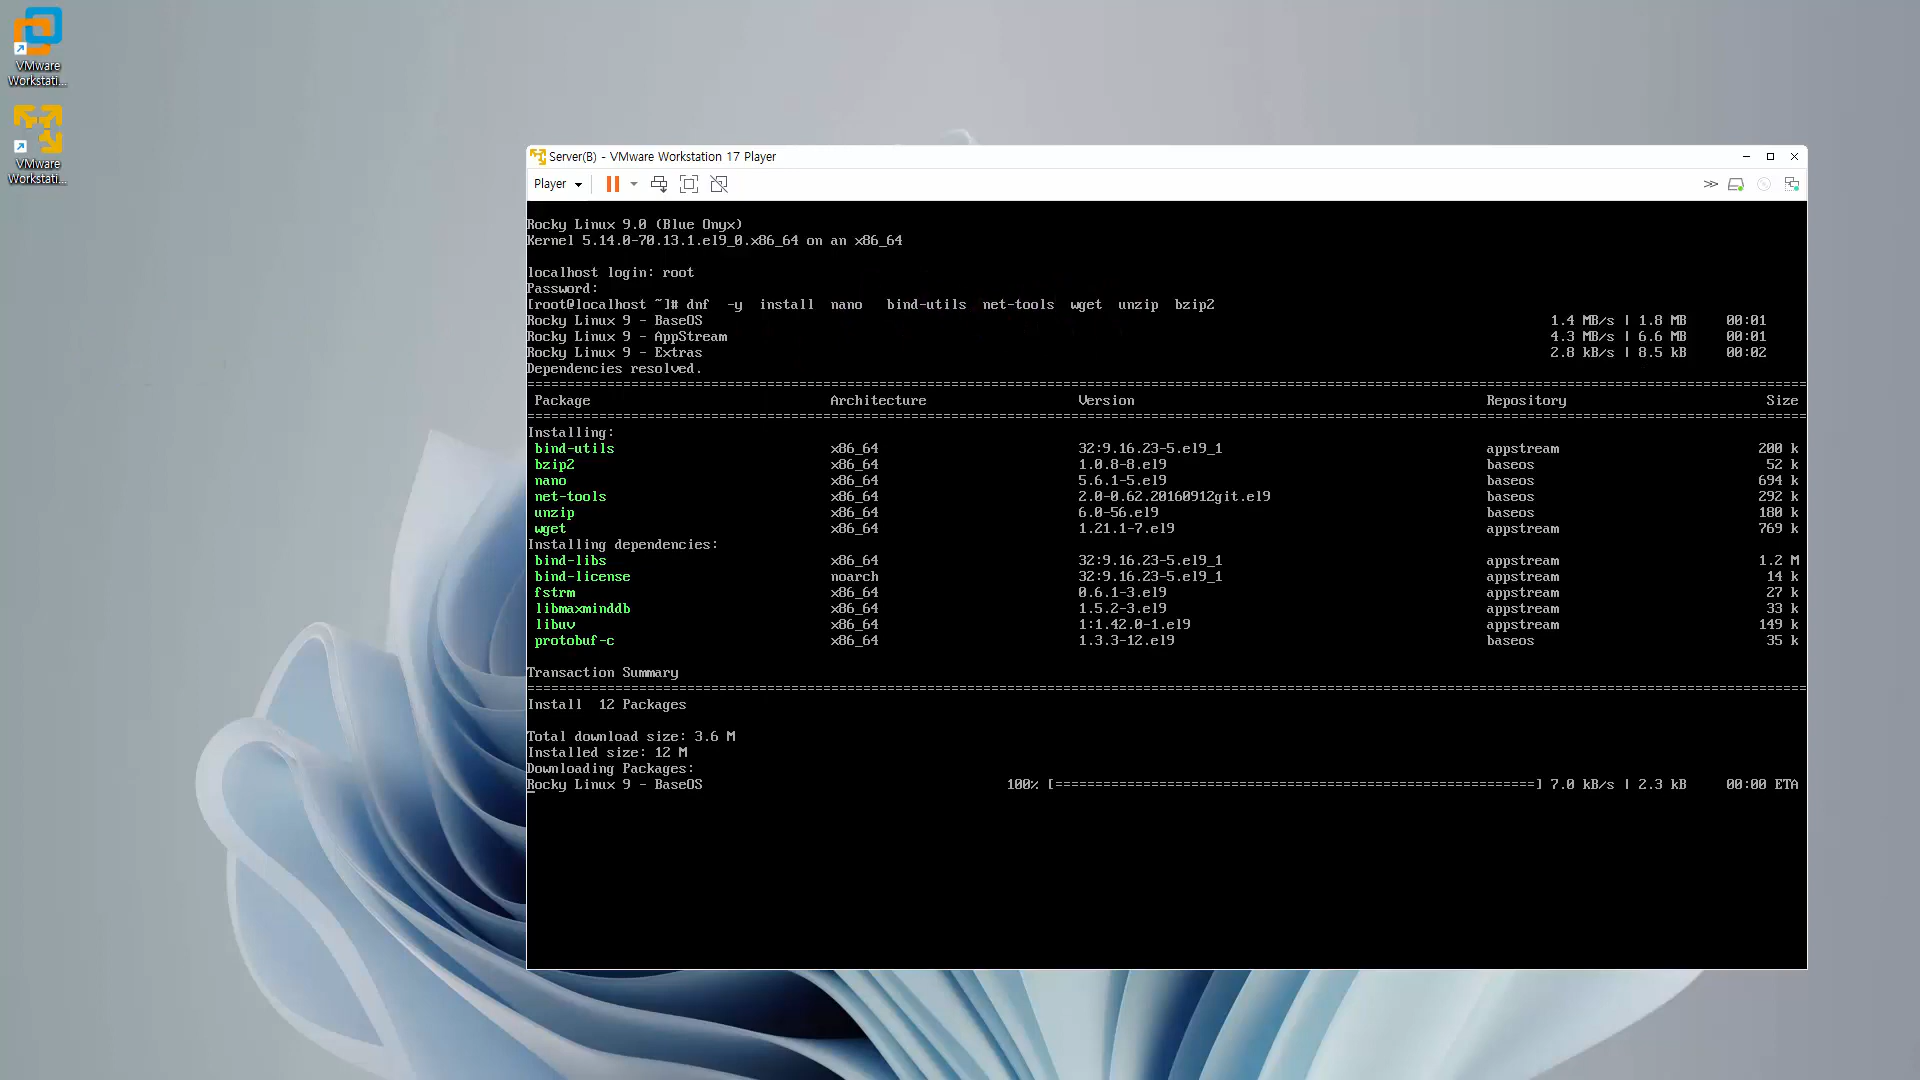 VMware
Workstati...
VMware
Workstati...
Server(B) - VMware Workstation 17 Player
Player
Rocky Linux 9.0 (Blue Onyx)
Kernel 5.14.0-70.13.1.el9_0.x86_64 on an x86_64
localhost login: root
Password:
[root@localhost ~]# dnf  -y  install  nano   bind-utils  net-tools  wget  unzip  bzip2
Rocky Linux 9 - BaseOS 1.4 MB/s | 1.8 MB 00:01
Rocky Linux 9 - AppStream 4.3 MB/s | 6.6 MB 00:01
Rocky Linux 9 - Extras 2.8 kB/s | 8.5 kB 00:02
Dependencies resolved.
Package Architecture Version Repository Size
Installing:
bind-utils x86_64 32:9.16.23-5.el9_1 appstream 200 k
bzip2 x86_64 1.0.8-8.el9 baseos 52 k
nano x86_64 5.6.1-5.el9 baseos 694 k
net-tools x86_64 2.0-0.62.20160912git.el9 baseos 292 k
unzip x86_64 6.0-56.el9 baseos 180 k
wget x86_64 1.21.1-7.el9 appstream 769 k
Installing dependencies:
bind-libs x86_64 32:9.16.23-5.el9_1 appstream 1.2 M
bind-license noarch 32:9.16.23-5.el9_1 appstream 14 k
fstrm x86_64 0.6.1-3.el9 appstream 27 k
libmaxminddb x86_64 1.5.2-3.el9 appstream 33 k
libuv x86_64 1:1.42.0-1.el9 appstream 149 k
protobuf-c x86_64 1.3.3-12.el9 baseos 35 k
Transaction Summary
Install  12 Packages
Total download size: 3.6 M
Installed size: 12 M
Downloading Packages:
Rocky Linux 9 - BaseOS 100% [============================================================] 7.0 kB/s | 2.3 kB 00:00 ETA